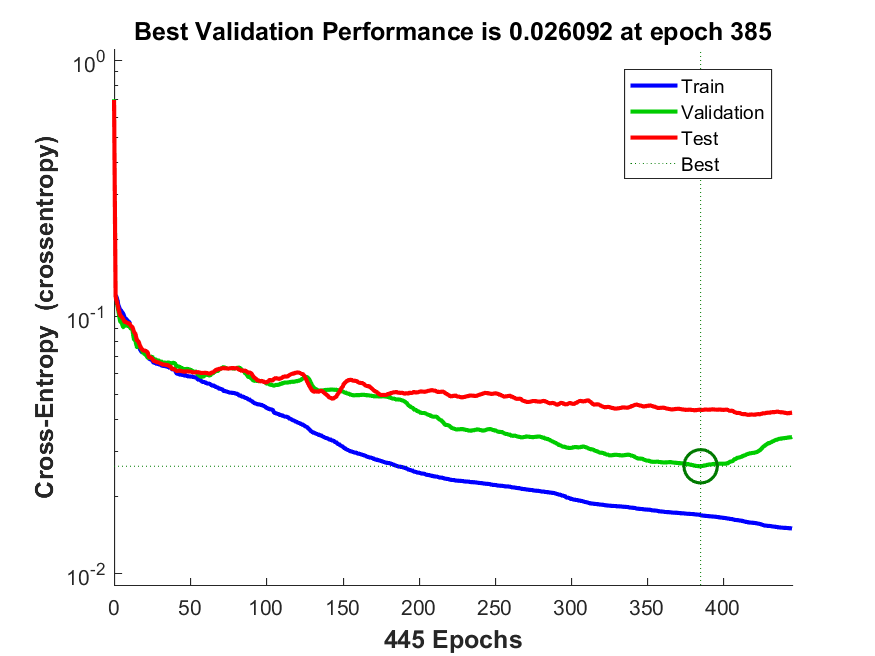 Best Validation Performance is 0.026092 at epoch 385
Cross-Entropy (crossentropy)
10^0
10^-1
10^-2
Train
Validation
Test
Best
0 50 100 150 200 250 300 350 400
445 Epochs